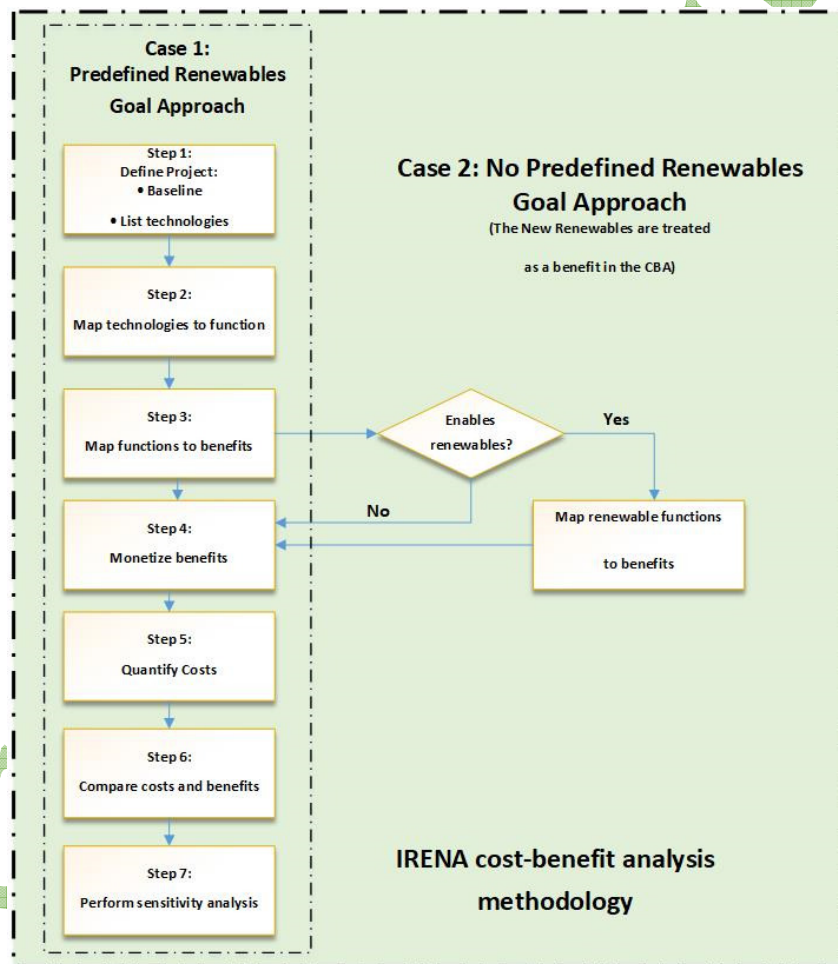 Case 1:
Predefined Renewables
Goal Approach
Step 1:
Define Project:
• Baseline
• List technologies
Case 2: No Predefined Renewables
Goal Approach
(The New Renewables are treated
as a benefit in the CBA)
Step 2:
Map technologies to function
Step 3:
Map functions to benefits
Enables
renewables?
Yes
No
Step 4:
Monetize benefits
Map renewable functions
to benefits
Step 5:
Quantify Costs
Step 6:
Compare costs and benefits
Step 7:
Perform sensitivity analysis
IRENA cost-benefit analysis
methodology